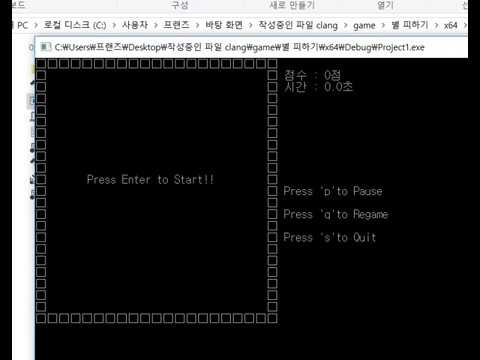 보드 구성 새로 만들기 열기 선
PC > 로컬 디스크 (C:) > 사용자 > 프랜즈 > 바탕 화면 > 작성중인 파일 clang > game > 별 피하기 > x64 >
C:\Users\프랜즈\Desktop\작성중인 파일 clang\game\별 피하기\x64\Debug\Project1.exe
점수 : 0점
시간 : 0.0초
Press Enter to Start!!
Press 'p'to Pause
Press 'q'to Regame
Press 's'to Quit